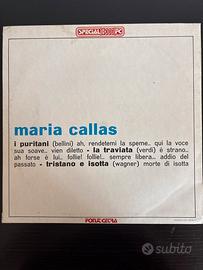 SPECIAL 3000 FC
maria callas
i puritani (bellini) ah, rendetemi la speme.. qui la voce
sua soave.. vien diletto - la traviata (verdi) è strano..
ah forse è lui.. follie! follie!.. sempre libera.. addio del
passato - tristano e isotta (wagner) morte di isotta
FONIT-CETRA
subito